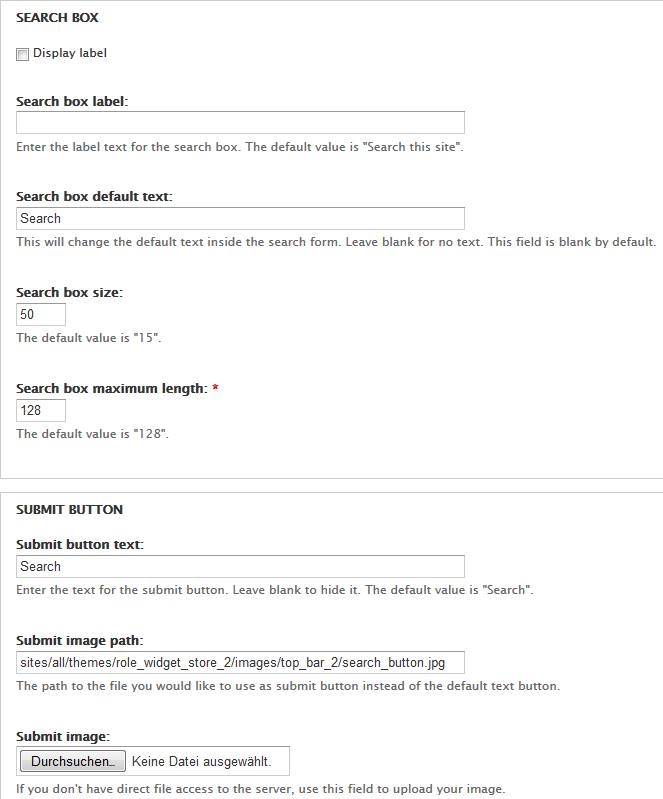 SEARCH BOX
Display label
Search box label:
Enter the label text for the search box. The default value is "Search this site".
Search box default text:
Search
This will change the default text inside the search form. Leave blank for no text. This field is blank by default.
Search box size:
50
The default value is "15".
Search box maximum length: *
128
The default value is "128".
SUBMIT BUTTON
Submit button text:
Search
Enter the text for the submit button. Leave blank to hide it. The default value is "Search".
Submit image path:
sites/all/themes/role_widget_store_2/images/top_bar_2/search_button.jpg
The path to the file you would like to use as submit button instead of the default text button.
Submit image:
Durchsuchen… Keine Datei ausgewählt.
If you don't have direct file access to the server, use this field to upload your image.